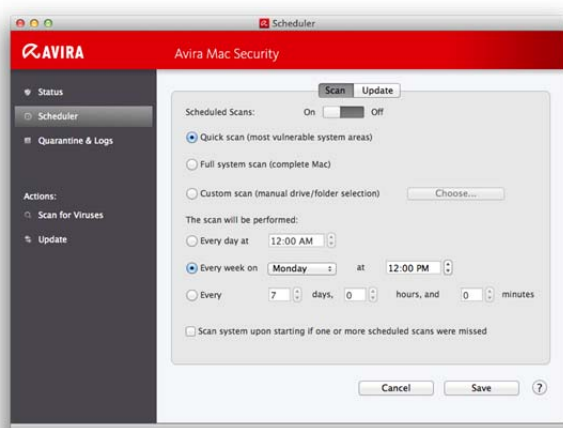 Scheduler
AVIRA
Avira Mac Security
Status
Scheduler
Quarantine & Logs
Actions:
Scan for Viruses
Update
Scan Update
Scheduled Scans: On Off
Quick scan (most vulnerable system areas)
Full system scan (complete Mac)
Custom scan (manual drive/folder selection) Choose...
The scan will be performed:
Every day at 12:00 AM
Every week on Monday at 12:00 PM
Every 7 days, 0 hours, and 0 minutes
Scan system upon starting if one or more scheduled scans were missed
Cancel Save ?